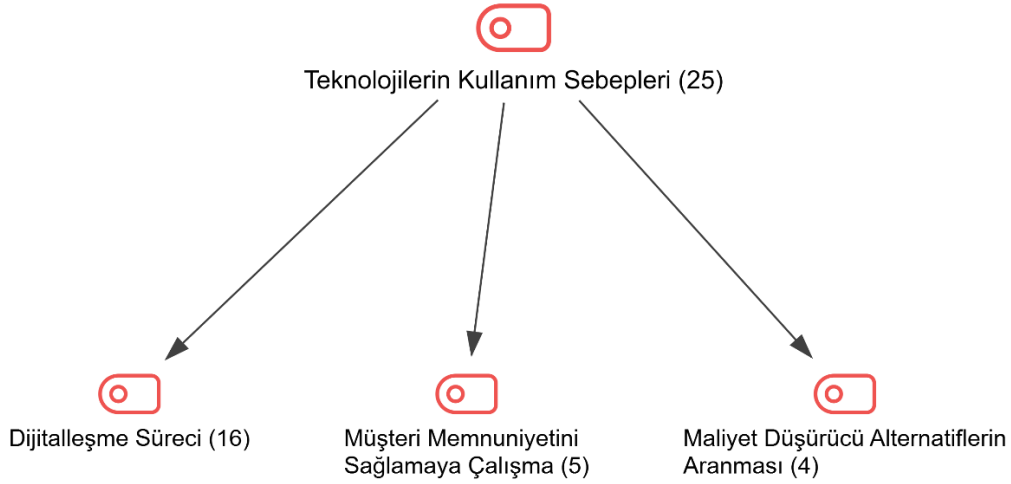 Teknolojilerin Kullanım Sebepleri (25)
Dijitalleşme Süreci (16)
Müşteri Memnuniyetini
Sağlamaya Çalışma (5)
Maliyet Düşürücü Alternatiflerin
Aranması (4)